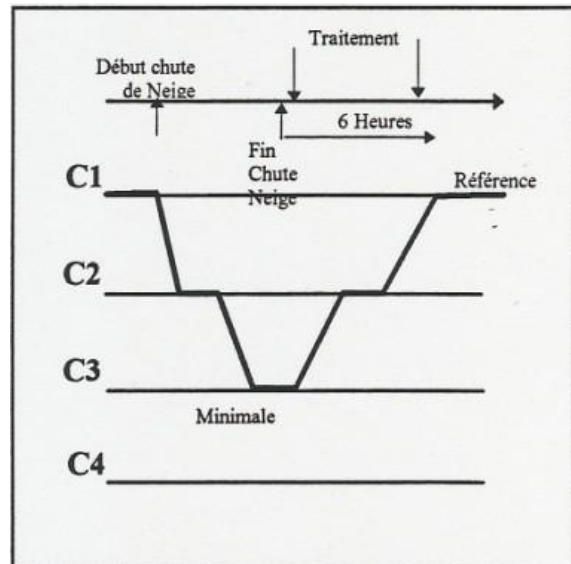 Traitement
Début chute
de Neige
6 Heures
Fin
Chute
Neige
C1
Référence
C2
C3
Minimale
C4